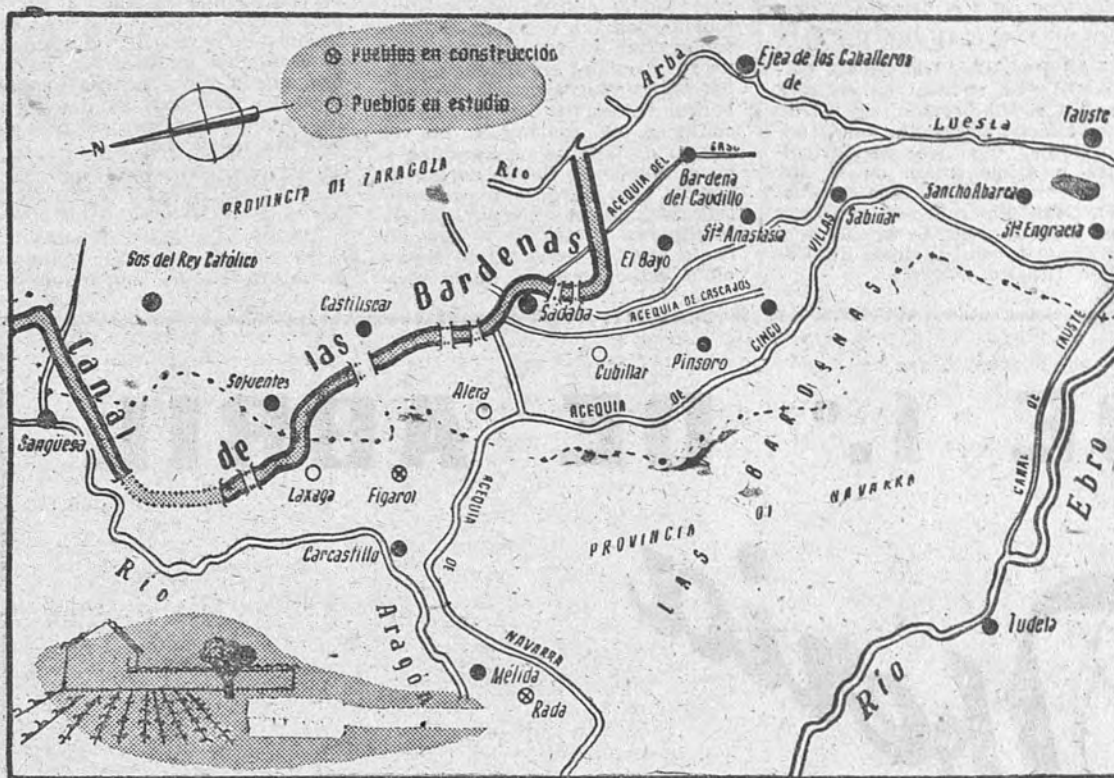 Pueblos en construcción
Pueblos en estudio
N
PROVINCIA DE ZARAGOZA
Río Arba de Luesia
Ejea de los Caballeros
Tauste
ACEQUIA DEL SASO
Bardena
del Caudillo
Stª Anastasia
Sabiñar
Sancho Abarca
Stª Engracia
El Bayo
Sos del Rey Católico
Castiliscar
Sádaba
Canal de las Bardenas
ACEQUIA DE CASCAJOS
Cubillar
Pinsoro
ACEQUIA DE CINCO VILLAS
Sofuentes
Alera
Sangüesa
Laxaga
Figarol
Carcastillo
ACEQUIA DE NAVARRA
PROVINCIA DE NAVARRA
LAS BARDENAS
CANAL DE TAUSTE
Río Ebro
Tudela
Río Aragón
Mélida
Rada